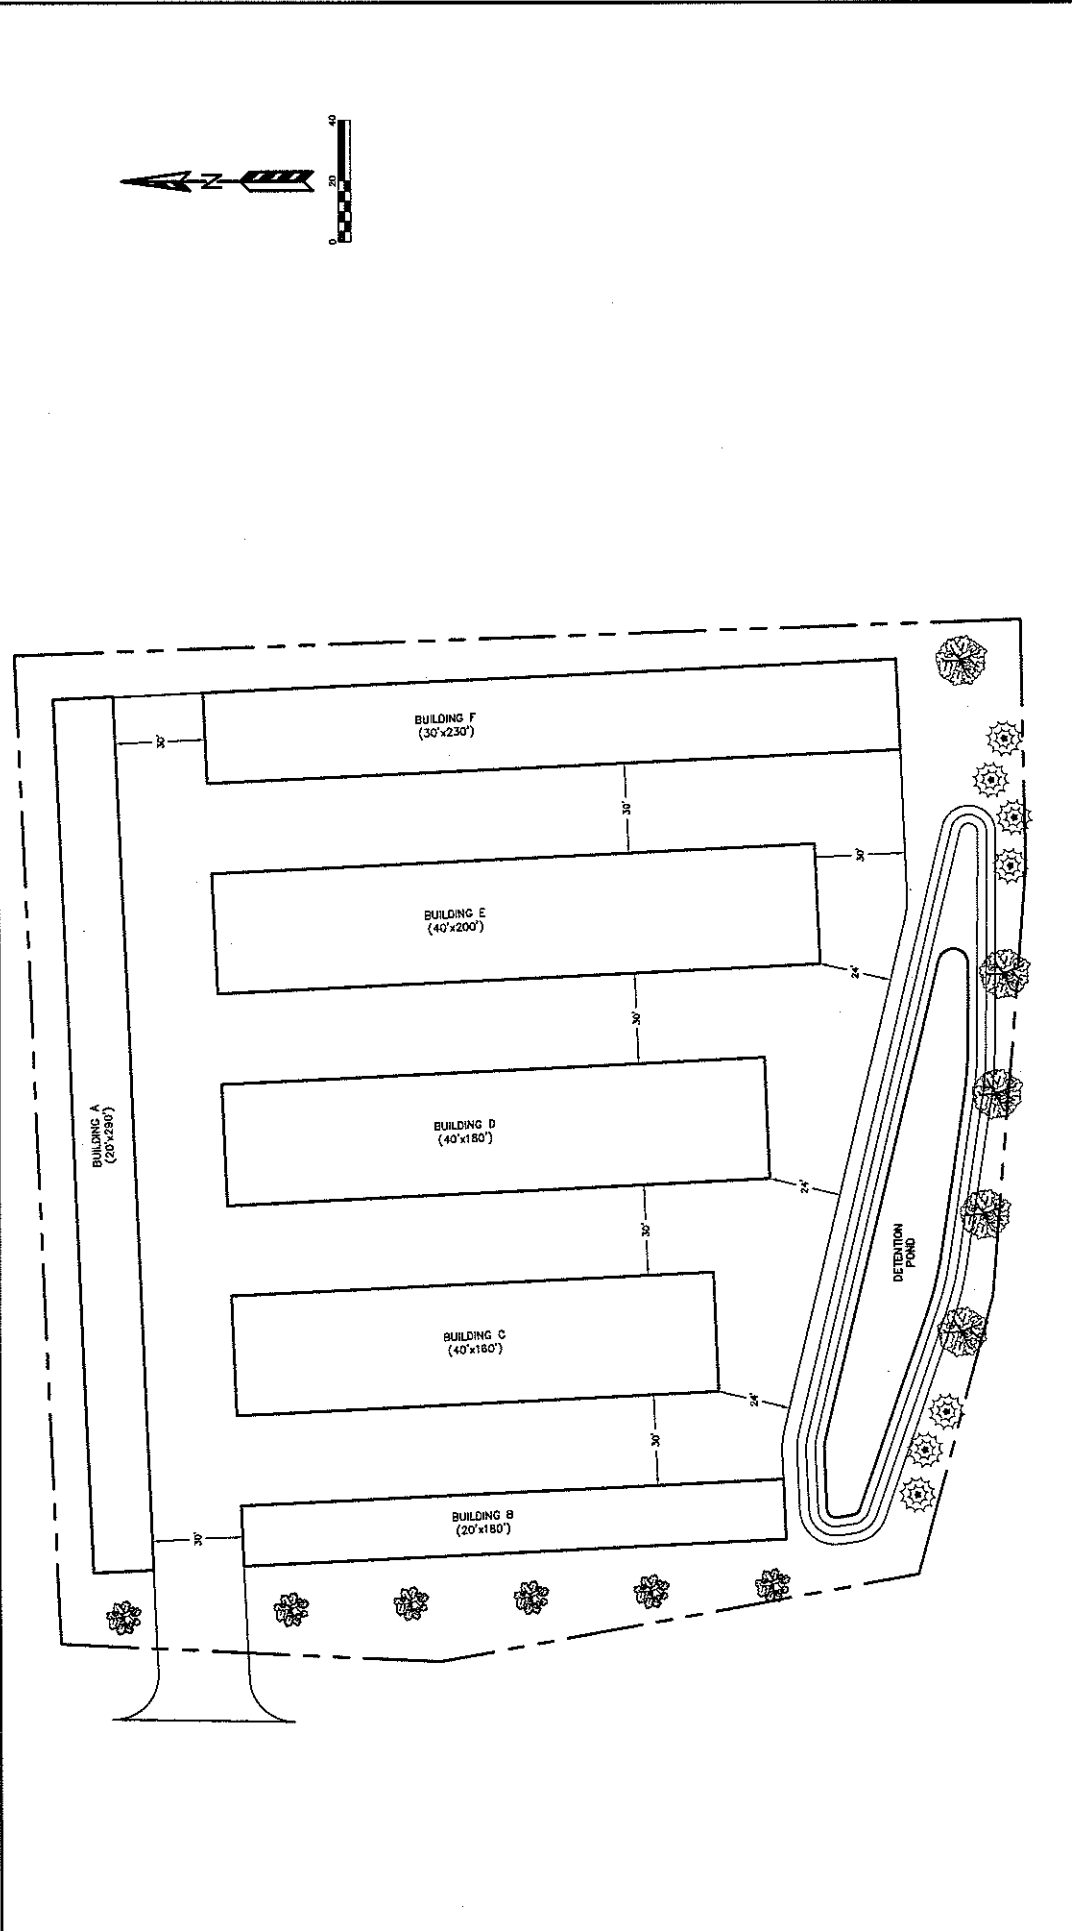 40
20
0
N
BUILDING F
(30'x230')
30'
30'
30'
BUILDING E
(40'x200')
24'
30'
BUILDING A
(20'x290')
BUILDING D
(40'x180')
24'
30'
DETENTION
POND
BUILDING C
(40'x160')
24'
30'
BUILDING B
(20'x180')
30'